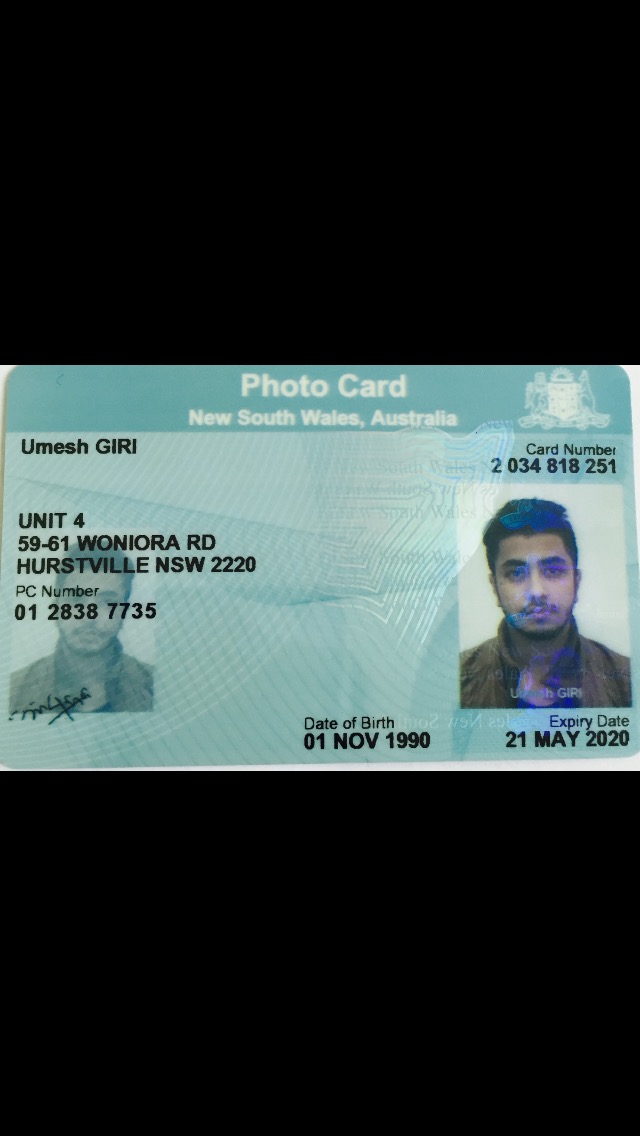 Photo Card
New South Wales, Australia
Umesh GIRI
Card Number
2 034 818 251
UNIT 4
59-61 WONIORA RD
HURSTVILLE NSW 2220
PC Number
01 2838 7735
Umesh GIRI
Date of Birth
01 NOV 1990
Expiry Date
21 MAY 2020